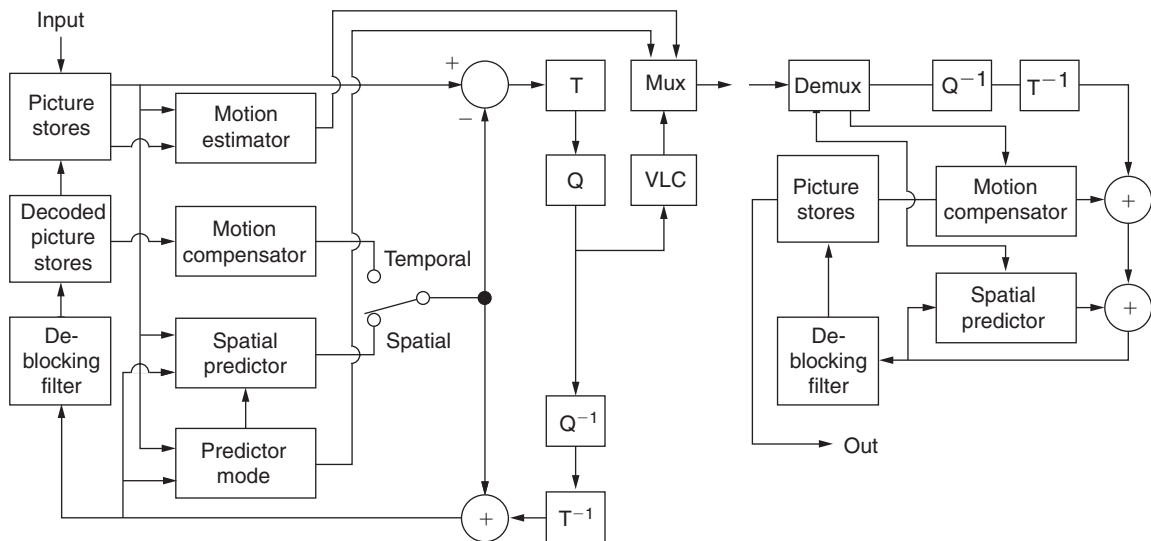 Input
Picture
stores
Motion
estimator
+
−
T
Mux
Demux
Q−1
T−1
Q
VLC
Decoded
picture
stores
Motion
compensator
Temporal
Picture
stores
Motion
compensator
+
De-
blocking
filter
Spatial
predictor
Spatial
Spatial
predictor
+
De-
blocking
filter
Predictor
mode
Q−1
Out
+
T−1